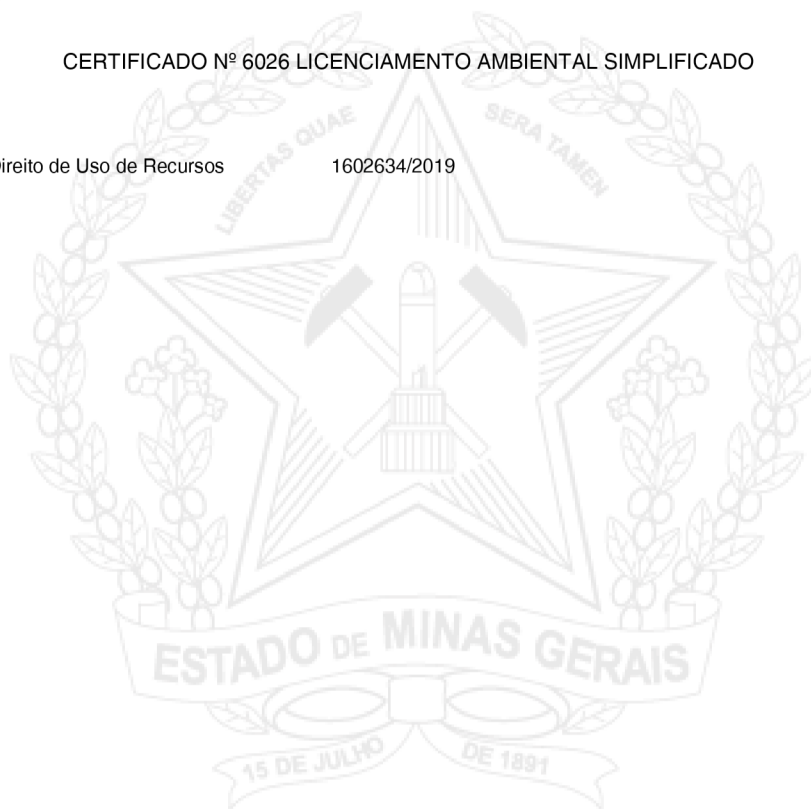 CERTIFICADO Nº 6026 LICENCIAMENTO AMBIENTAL SIMPLIFICADO
ireito de Uso de Recursos 1602634/2019
LIBERTAS QUAE SERA TAMEN
ESTADO DE MINAS GERAIS
15 DE JULHO DE 1891